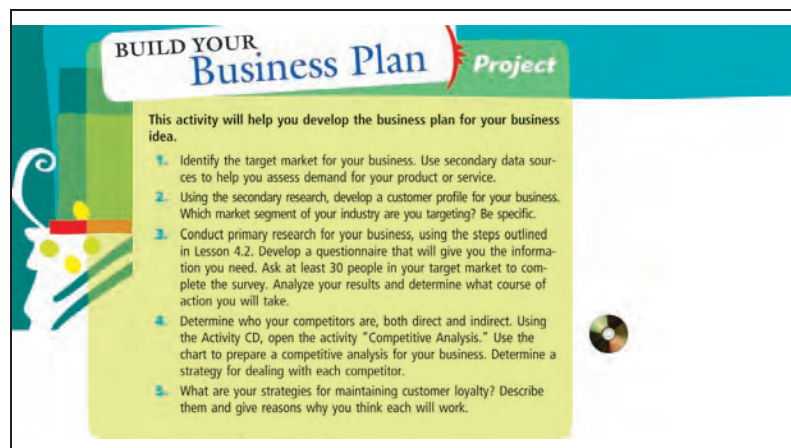 BUILD YOUR
Business Plan
Project
This activity will help you develop the business plan for your business
idea.
1. Identify the target market for your business. Use secondary data sour-
ces to help you assess demand for your product or service.
2. Using the secondary research, develop a customer profile for your business.
Which market segment of your industry are you targeting? Be specific.
3. Conduct primary research for your business, using the steps outlined
in Lesson 4.2. Develop a questionnaire that will give you the informa-
tion you need. Ask at least 30 people in your target market to com-
plete the survey. Analyze your results and determine what course of
action you will take.
4. Determine who your competitors are, both direct and indirect. Using
the Activity CD, open the activity “Competitive Analysis.” Use the
chart to prepare a competitive analysis for your business. Determine a
strategy for dealing with each competitor.
5. What are your strategies for maintaining customer loyalty? Describe
them and give reasons why you think each will work.